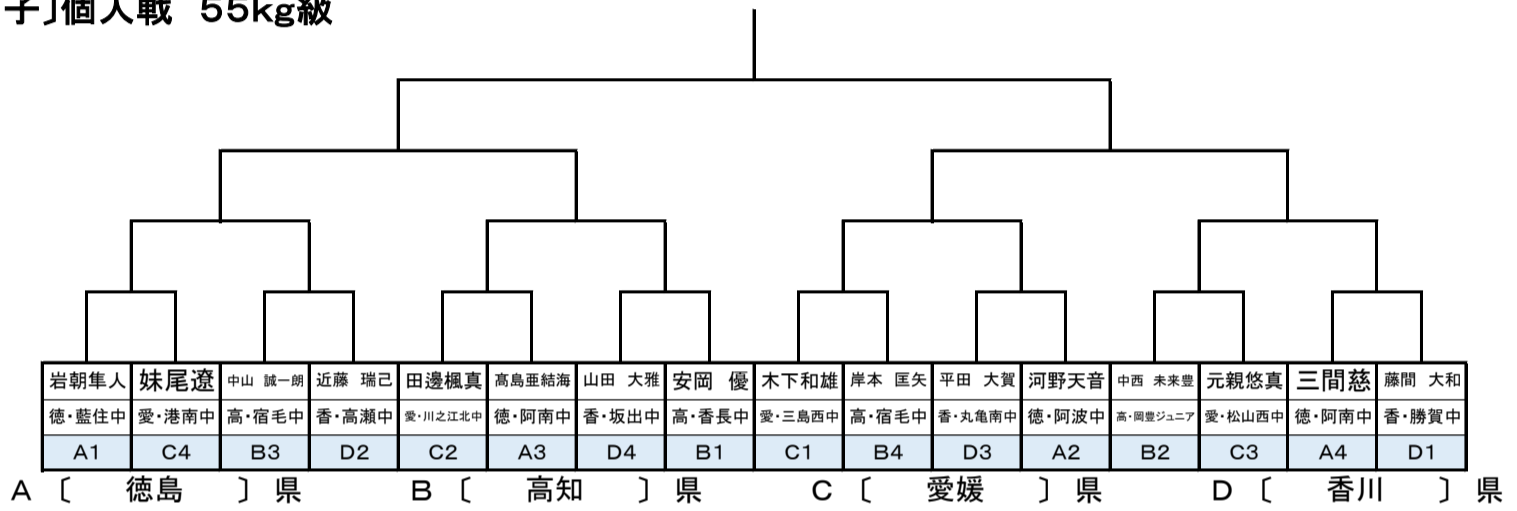 子」個人戦　55kg級
岩朝隼人 妹尾遼 中山　誠一朗 近藤　瑞己 田邊楓真 髙島亜結海 山田　大雅 安岡　優 木下和雄 岸本　匡矢 平田　大賀 河野天音 中西　未来豊 元親悠真 三間慈 藤間　大和
徳・藍住中 愛・港南中 高・宿毛中 香・高瀬中 愛・川之江北中 徳・阿南中 香・坂出中 高・香長中 愛・三島西中 高・宿毛中 香・丸亀南中 徳・阿波中 高・岡豊ジュニア 愛・松山西中 徳・阿南中 香・勝賀中
A1 C4 B3 D2 C2 A3 D4 B1 C1 B4 D3 A2 B2 C3 A4 D1
A〔　徳島　〕県 B〔　高知　〕県 C〔　愛媛　〕県 D〔　香川　〕県